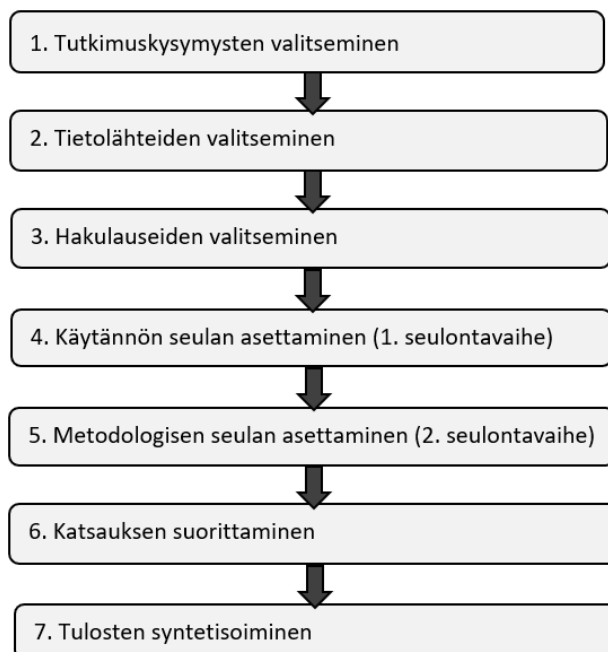 1. Tutkimuskysymysten valitseminen
2. Tietolähteiden valitseminen
3. Hakulauseiden valitseminen
4. Käytännön seulan asettaminen (1. seulontavaihe)
5. Metodologisen seulan asettaminen (2. seulontavaihe)
6. Katsauksen suorittaminen
7. Tulosten syntetisoiminen